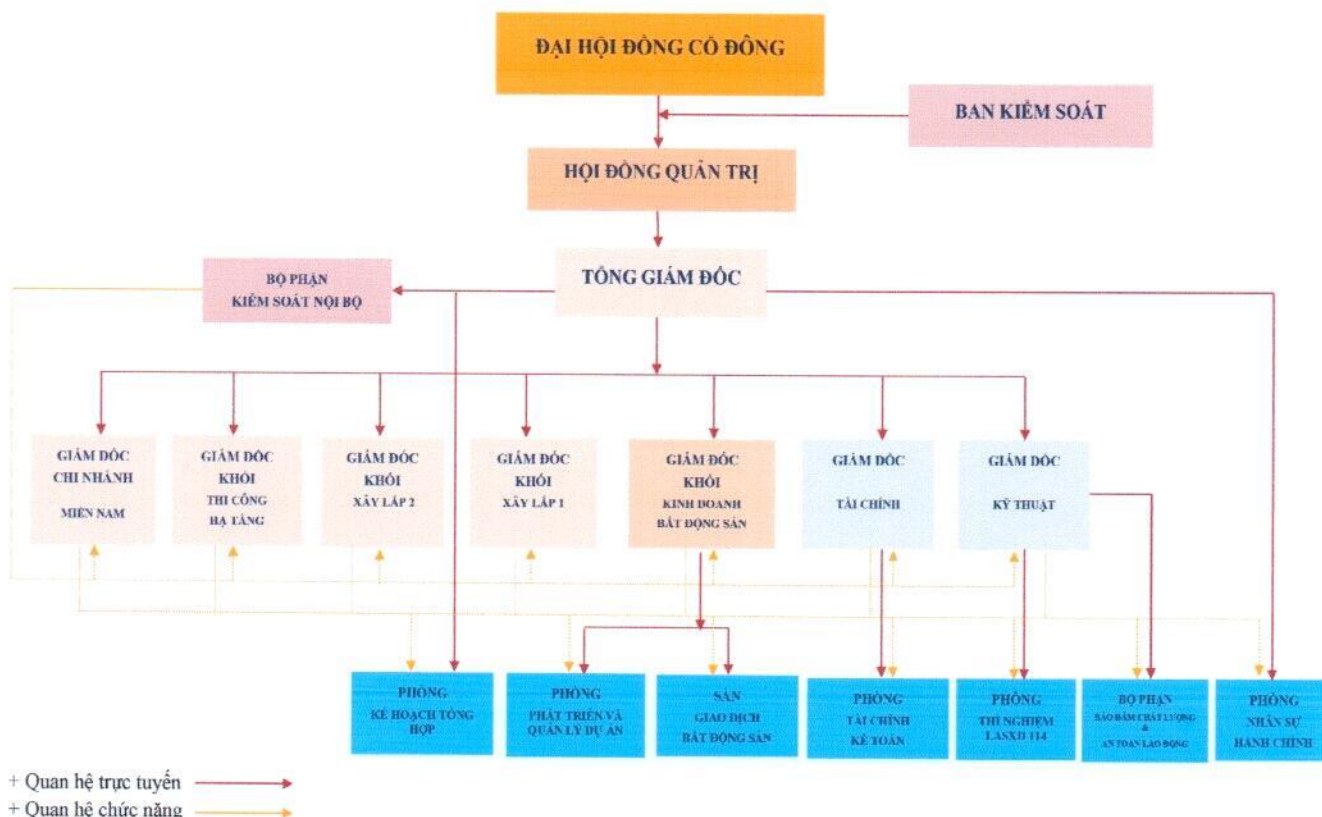 ĐẠI HỘI ĐỒNG CỔ ĐÔNG
BAN KIỂM SOÁT
HỘI ĐỒNG QUẢN TRỊ
TỔNG GIÁM ĐỐC
BỘ PHẬN
KIỂM SOÁT NỘI BỘ
GIÁM ĐỐC
CHI NHÁNH
MIỀN NAM
GIÁM ĐỐC
KHỐI
THI CÔNG
HẠ TẦNG
GIÁM ĐỐC
KHỐI
XÂY LẮP 2
GIÁM ĐỐC
KHỐI
XÂY LẮP 1
GIÁM ĐỐC
KHỐI
KINH DOANH
BẤT ĐỘNG SẢN
GIÁM ĐỐC
TÀI CHÍNH
GIÁM ĐỐC
KỸ THUẬT
PHÒNG
KẾ HOẠCH TỔNG
HỢP
PHÒNG
PHÁT TRIỂN VÀ
QUẢN LÝ DỰ ÁN
SÀN
GIAO DỊCH
BẤT ĐỘNG SẢN
PHÒNG
TÀI CHÍNH
KẾ TOÁN
PHÒNG
THÍ NGHIỆM
LASXD 114
BỘ PHẬN
BẢO ĐẢM CHẤT LƯỢNG
&
AN TOÀN LAO ĐỘNG
PHÒNG
NHÂN SỰ
HÀNH CHÍNH
+ Quan hệ trực tuyến
+ Quan hệ chức năng